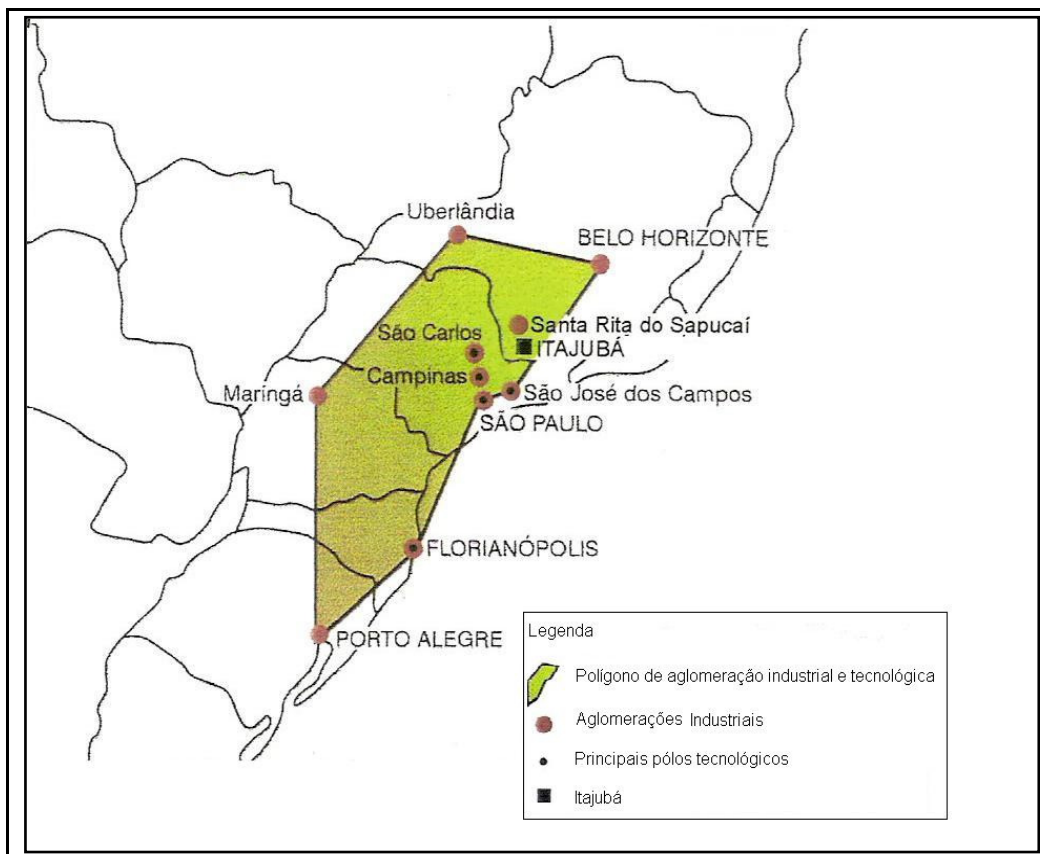 Uberlândia
BELO HORIZONTE
Santa Rita do Sapucaí
São Carlos
ITAJUBÁ
Campinas
Maringá
São José dos Campos
SÃO PAULO
FLORIANÓPOLIS
PORTO ALEGRE
Legenda
Polígono de aglomeração industrial e tecnológica
Aglomerações Industriais
Principais pólos tecnológicos
Itajubá